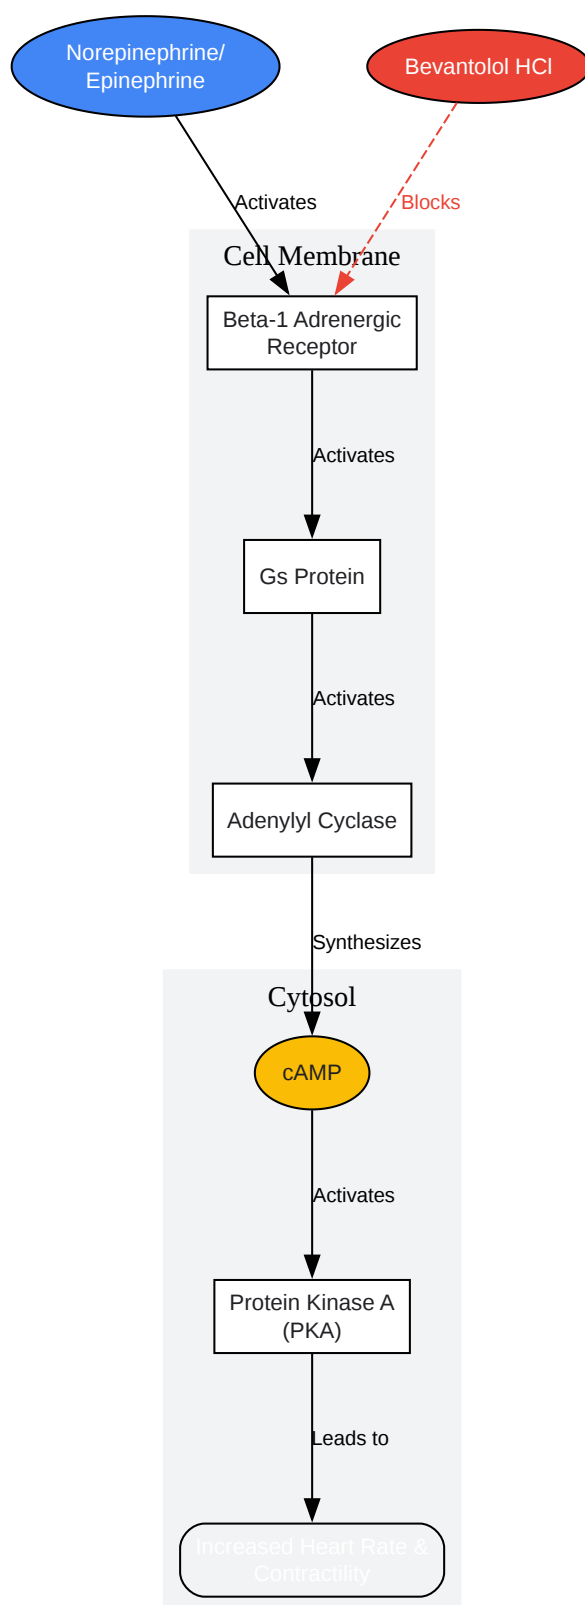 Norepinephrine/
Epinephrine
Bevantolol HCl
Activates
Blocks
Cell Membrane
Beta-1 Adrenergic
Receptor
Activates
Gs Protein
Activates
Adenylyl Cyclase
Synthesizes
Cytosol
cAMP
Activates
Protein Kinase A
(PKA)
Leads to
Increased Heart Rate &
Contractility